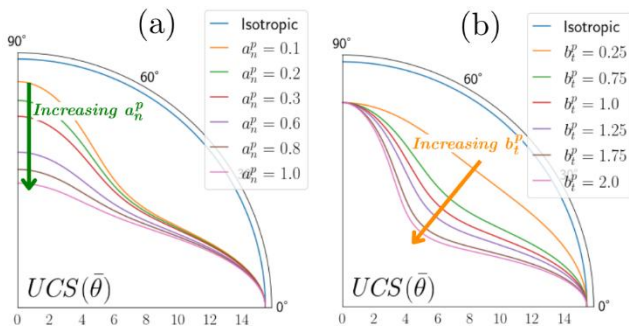 (a)
90°
60°
Isotropic
a_n^p = 0.1
a_n^p = 0.2
a_n^p = 0.3
a_n^p = 0.6
a_n^p = 0.8
a_n^p = 1.0
Increasing a_n^p
UCS(θ̄)
0°
0 2 4 6 8 10 12 14
(b)
90°
60°
30°
Isotropic
b_t^p = 0.25
b_t^p = 0.75
b_t^p = 1.0
b_t^p = 1.25
b_t^p = 1.75
b_t^p = 2.0
Increasing b_t^p
UCS(θ̄)
0°
0 2 4 6 8 10 12 14